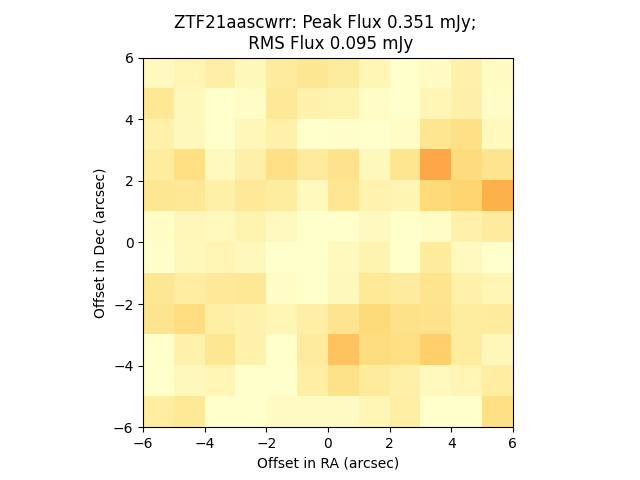 ZTF21aascwrr: Peak Flux 0.351 mJy;
RMS Flux 0.095 mJy
6
4
2
0
−2
−4
−6
Offset in Dec (arcsec)
−6 −4 −2 0 2 4 6
Offset in RA (arcsec)